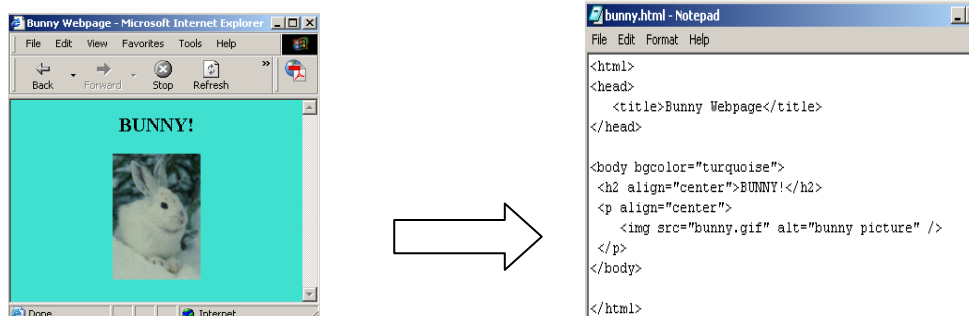 Bunny Webpage - Microsoft Internet Explorer
File Edit View Favorites Tools Help
Back Forward Stop Refresh »
BUNNY!
Done Internet
bunny.html - Notepad
File Edit Format Help
<html>
<head>
<title>Bunny Webpage</title>
</head>
<body bgcolor="turquoise">
<h2 align="center">BUNNY!</h2>
<p align="center">
<img src="bunny.gif" alt="bunny picture" />
</p>
</body>
</html>